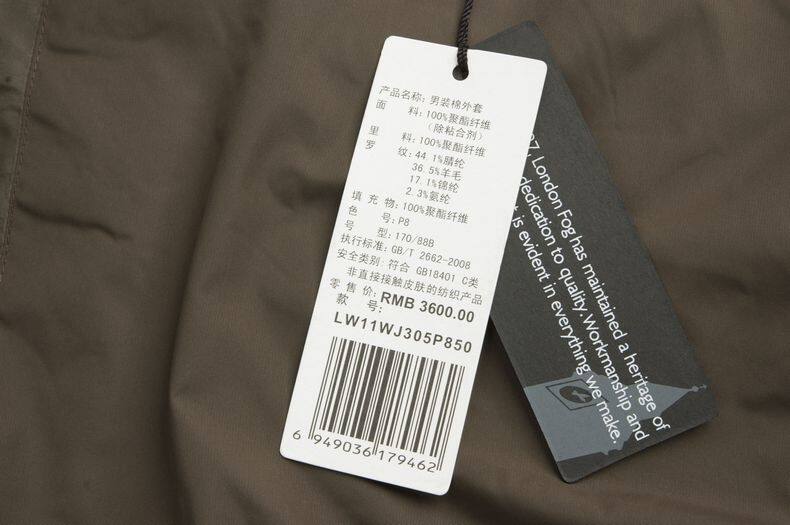 产品名称: 男装棉外套
面 料: 100%聚酯纤维
(除粘合剂)
里 料: 100%聚酯纤维
罗 纹: 44.1%腈纶
36.5%羊毛
17.1%锦纶
2.3%氨纶
填 充 物: 100%聚酯纤维
色 号: P8
号 型: 170/88B
执行标准: GB/T 2662-2008
安全类别: 符合 GB18401 C类
非直接接触皮肤的纺织产品
零 售 价: RMB 3600.00
款 号:
LW11WJ305P850
6 949036 179462
London Fog has maintained a heritage of
dedication to quality. Workmanship and
is evident in everything we make.